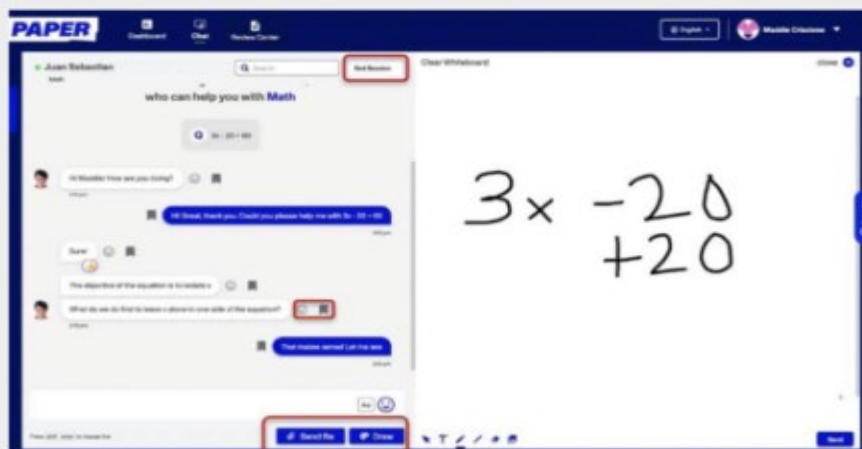 PAPER
Dashboard
Chat
Review Center
English
Maddie Criscione
Juan Sebastian
Math
Search
End Session
Clear Whiteboard
close
who can help you with Math
3x - 20 = 60
Hi Maddie! How are you doing?
Hi! Great, thank you. Could you please help me with 3x - 20 = 60
Sure!
The objective of the equation is to isolate x
What do we do first to leave x alone in one side of the equation?
That makes sense! Let me see
Aa
Send file
Draw
T
Send
3x -20
+20